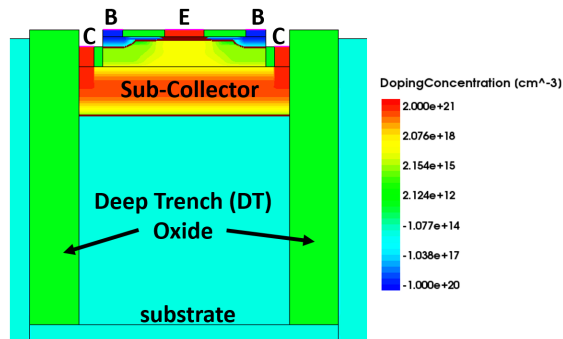 B E B
C C
Sub-Collector
Deep Trench (DT)
Oxide
substrate
DopingConcentration (cm^-3)
2.000e+21
2.076e+18
2.154e+15
2.124e+12
-1.077e+14
-1.038e+17
-1.000e+20